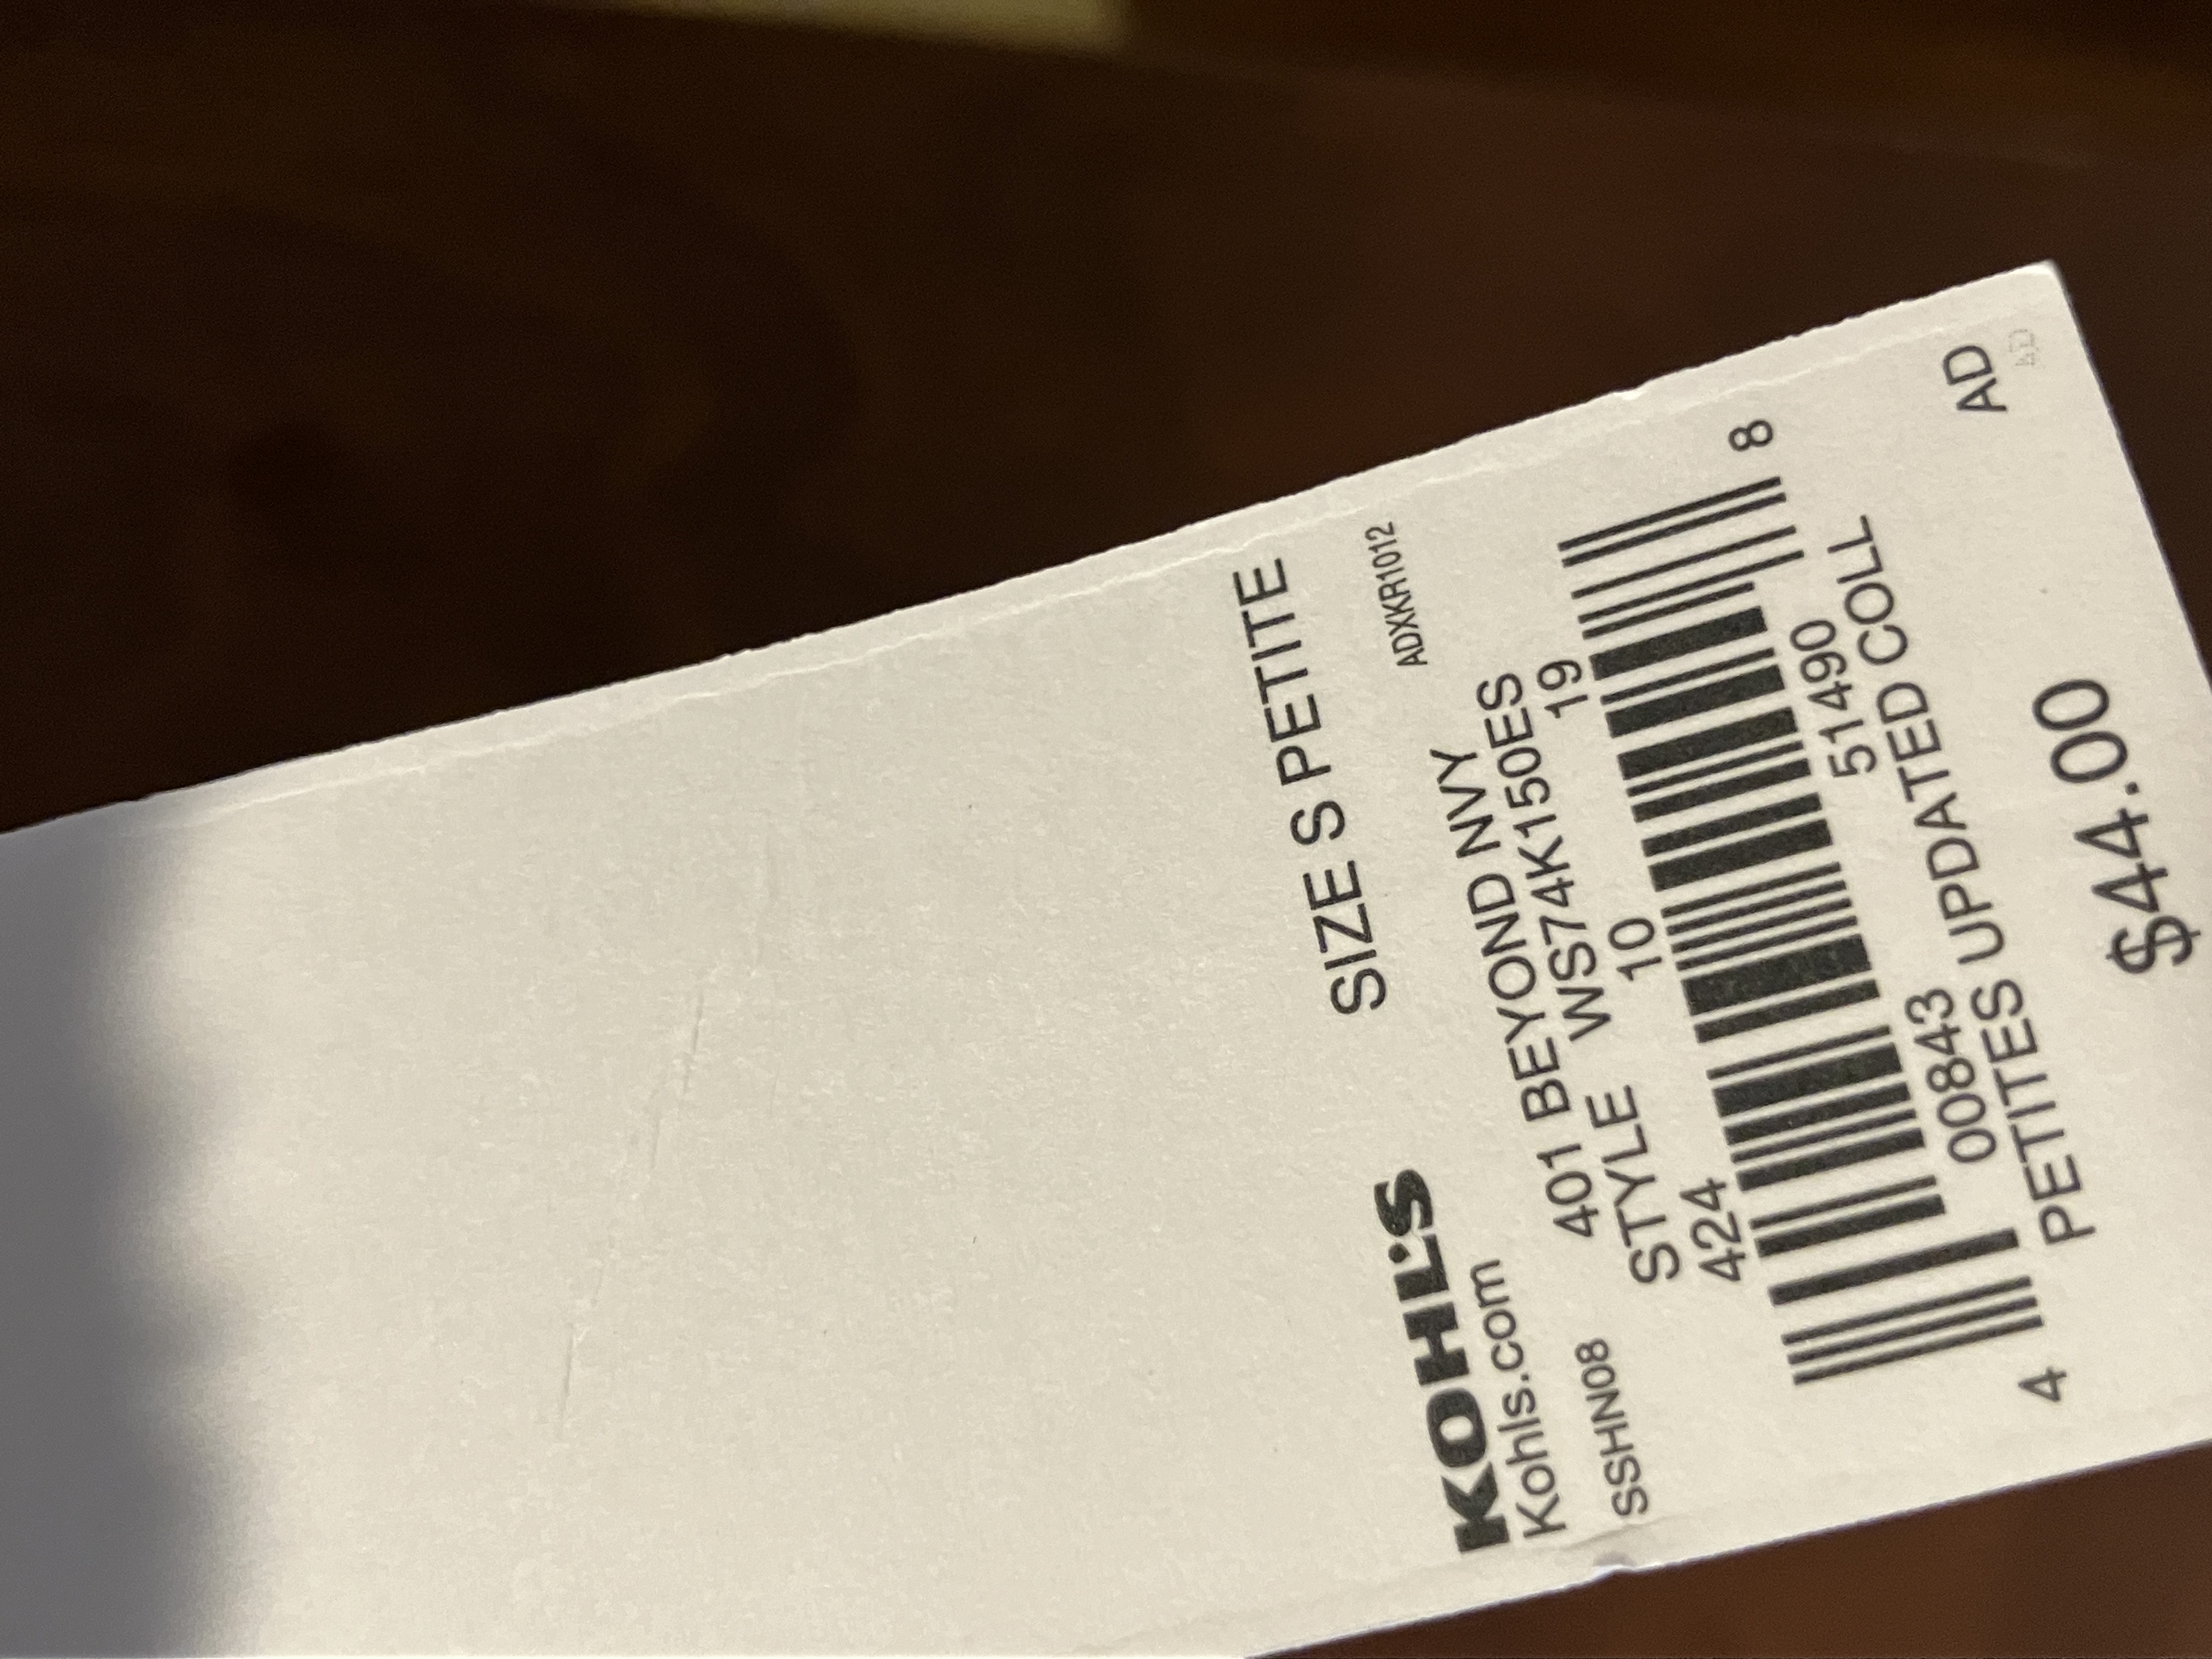 SIZE S PETITE
KOHL'S
Kohls.com
ADXKR1012
SSHN08
401 BEYOND NVY
STYLE WS74K150ES
424 10 19
4 00843 51490 8
PETITES UPDATED COLL
AD
AD
$44.00